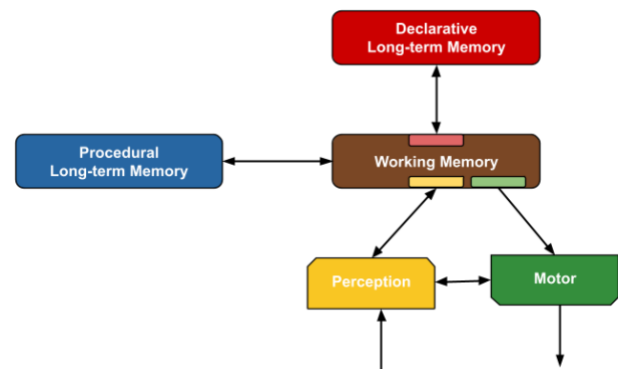 Declarative
Long-term Memory
Procedural
Long-term Memory
Working Memory
Perception
Motor